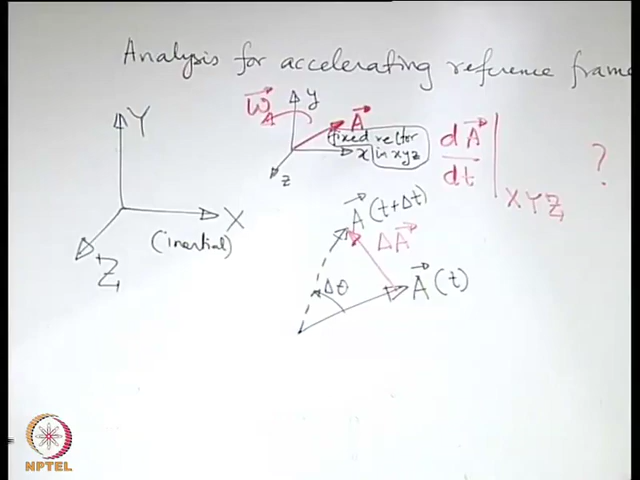 Analysis for accelerating reference frame
Y
X
Z
(inertial)
ω⃗
y
A⃗
fixed vector
in xyz
x
z
dA⃗/dt | XYZ
?
A⃗(t+Δt)
ΔA⃗
Δθ
A⃗(t)
NPTEL